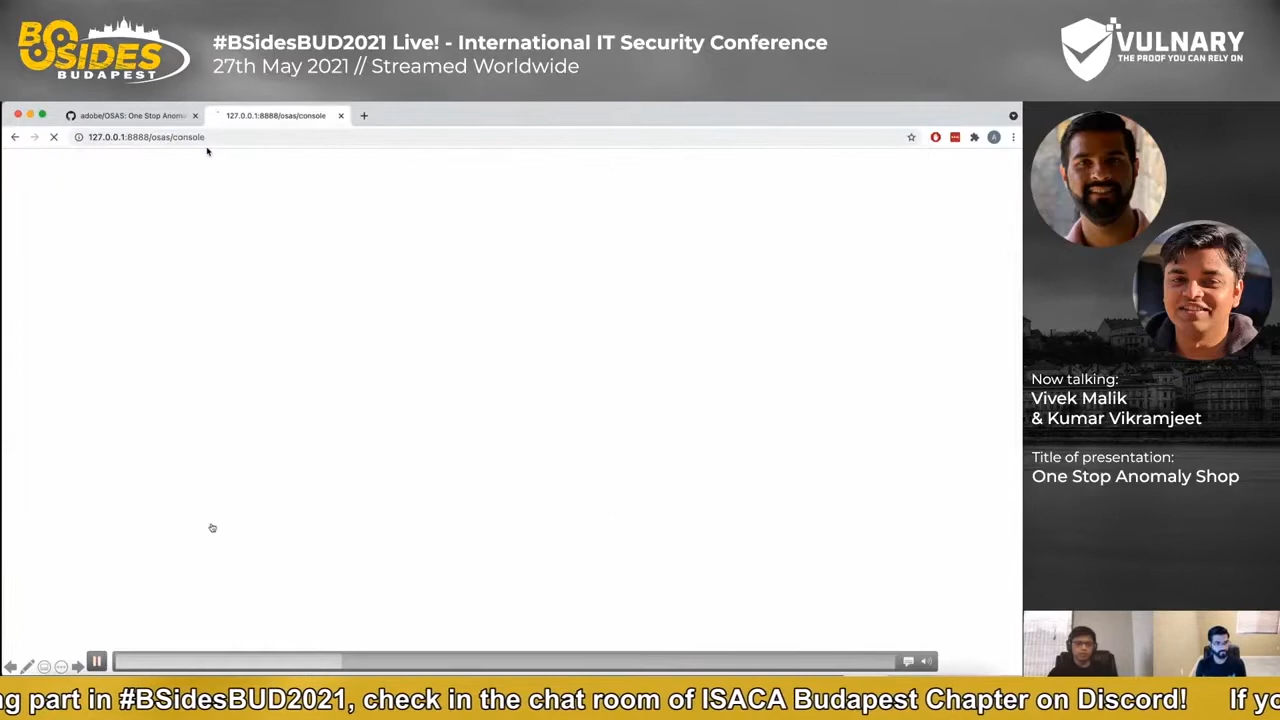 BSIDES
BUDAPEST
#BSidesBUD2021 Live! - International IT Security Conference
27th May 2021 // Streamed Worldwide
VULNARY
THE PROOF YOU CAN RELY ON
adobe/OSAS: One Stop Anom
127.0.0.1:8888/osas/console
127.0.0.1:8888/osas/console
A
Now talking:
Vivek Malik
& Kumar Vikramjeet
Title of presentation:
One Stop Anomaly Shop
ng part in #BSidesBUD2021, check in the chat room of ISACA Budapest Chapter on Discord! If yo